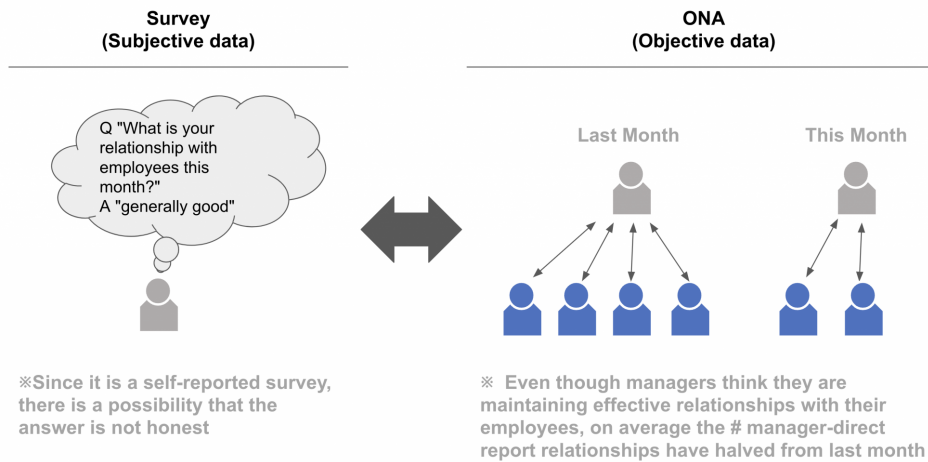 Survey
(Subjective data)
Q "What is your
relationship with
employees this
month?"
A "generally good"
※Since it is a self-reported survey,
there is a possibility that the
answer is not honest
ONA
(Objective data)
Last Month
This Month
※ Even though managers think they are
maintaining effective relationships with their
employees, on average the # manager-direct
report relationships have halved from last month